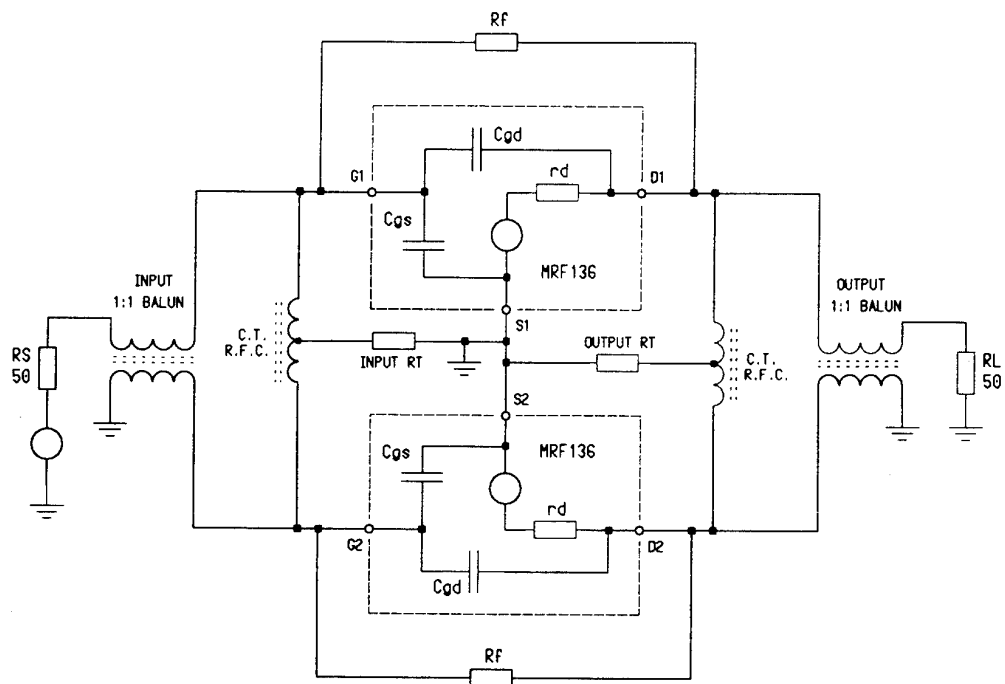 Rf
Cgd
rd
G1
D1
Cgs
MRF136
INPUT
1:1 BALUN
OUTPUT
1:1 BALUN
S1
C.T.
R.F.C.
INPUT RT
OUTPUT RT
C.T.
R.F.C.
RS
50
RL
50
S2
Cgs
MRF136
rd
G2
D2
Cgd
Rf